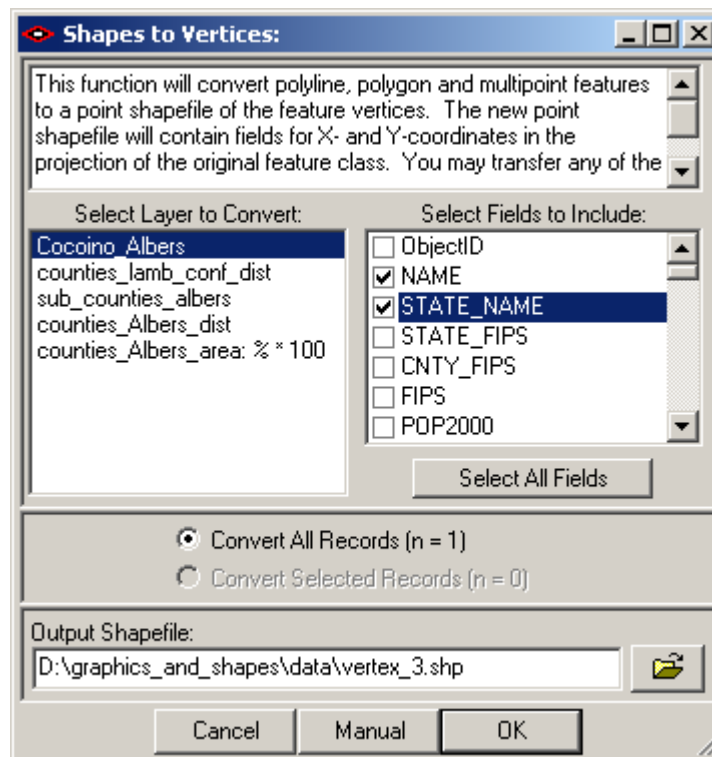 Shapes to Vertices:
This function will convert polyline, polygon and multipoint features
to a point shapefile of the feature vertices. The new point
shapefile will contain fields for X- and Y-coordinates in the
projection of the original feature class. You may transfer any of the
Select Layer to Convert:
Cocoino_Albers
counties_lamb_conf_dist
sub_counties_albers
counties_Albers_dist
counties_Albers_area: % * 100
Select Fields to Include:
ObjectID
NAME
STATE_NAME
STATE_FIPS
CNTY_FIPS
FIPS
POP2000
Select All Fields
Convert All Records (n = 1)
Convert Selected Records (n = 0)
Output Shapefile:
D:\graphics_and_shapes\data\vertex_3.shp
Cancel
Manual
OK